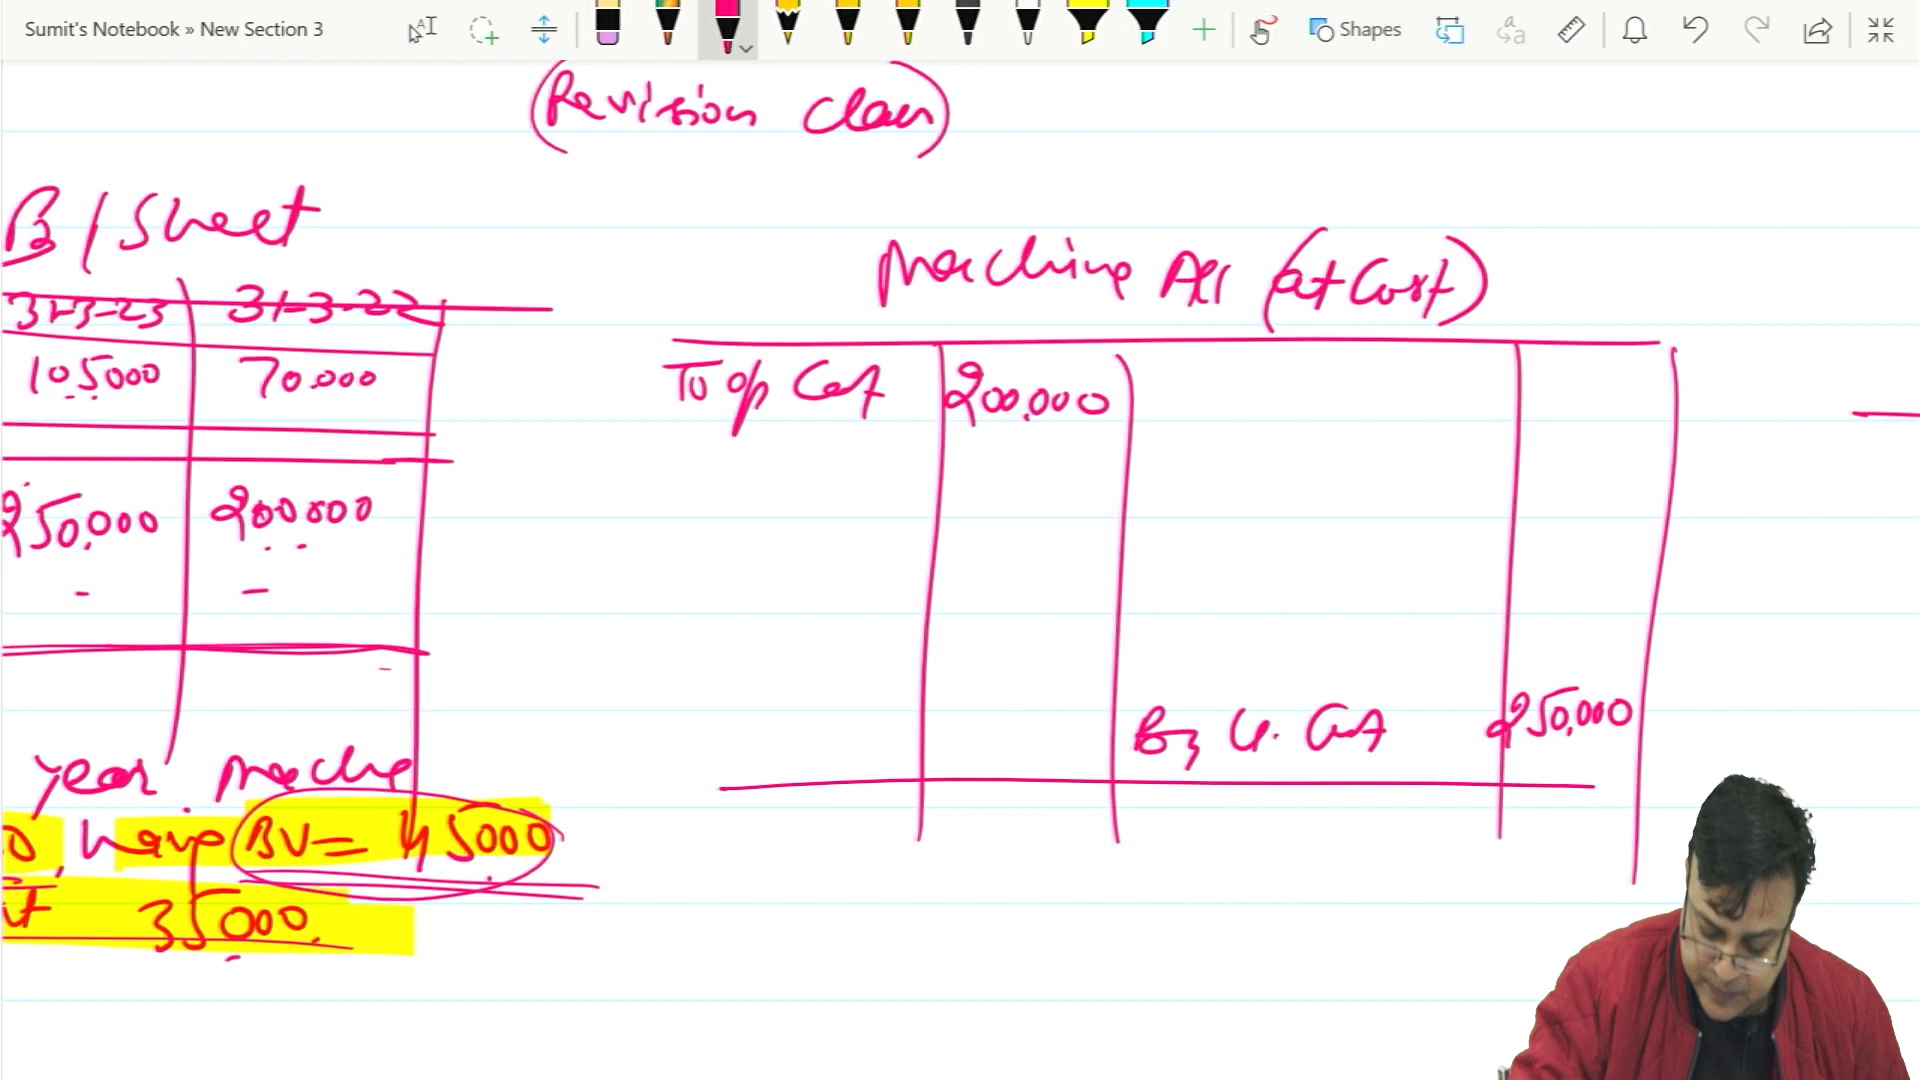 Sumit's Notebook » New Section 3
Shapes
(Revision Class)
B/Sheet
31-3-23 31-3-22
105000 70.000
250,000 200.000
- -
year Machine
have BV = 45000
35000.
Machine A/c (at Cost)
To op Cost 200.000
By Cl. Cost 250,000